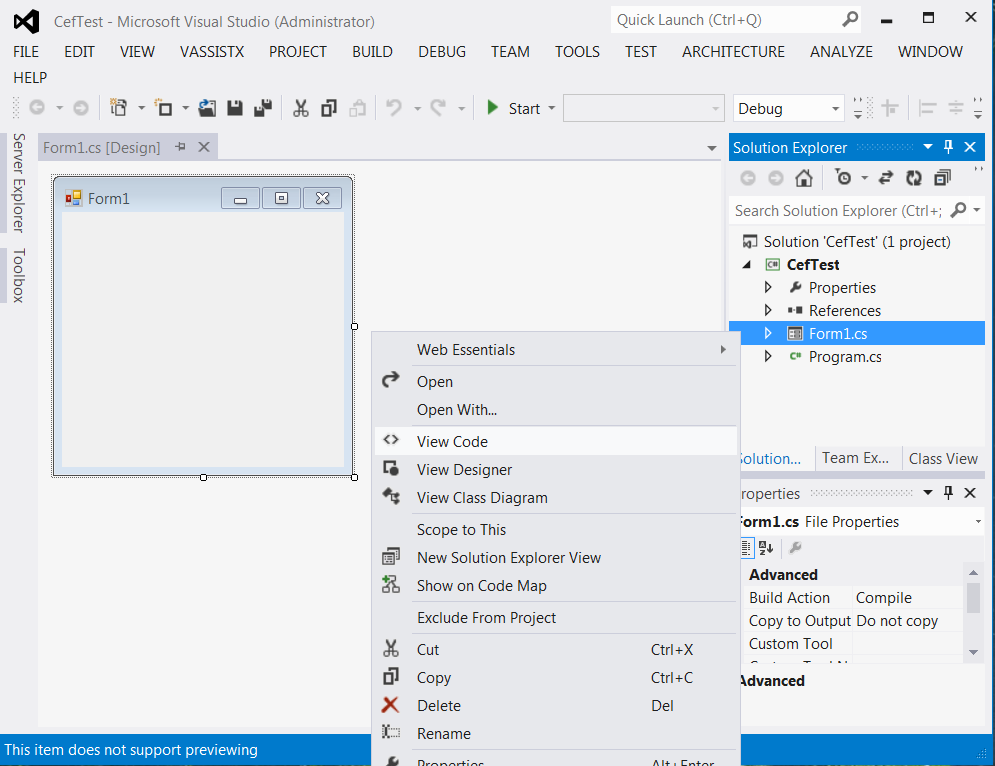 CefTest - Microsoft Visual Studio (Administrator)
Quick Launch (Ctrl+Q)
FILE EDIT VIEW VASSISTX PROJECT BUILD DEBUG TEAM TOOLS TEST ARCHITECTURE ANALYZE WINDOW
HELP
Start
Debug
Server Explorer
Toolbox
Form1.cs [Design]
Form1
Solution Explorer
Search Solution Explorer (Ctrl+;
Solution 'CefTest' (1 project)
CefTest
Properties
References
Form1.cs
Program.cs
Web Essentials
Open
Open With...
View Code
View Designer
View Class Diagram
Scope to This
New Solution Explorer View
Show on Code Map
Exclude From Project
Cut Ctrl+X
Copy Ctrl+C
Delete Del
Rename
Properties Alt+Enter
olution... Team Ex... Class View
roperties
Form1.cs File Properties
Advanced
Build Action Compile
Copy to Output Do not copy
Custom Tool
Advanced
This item does not support previewing